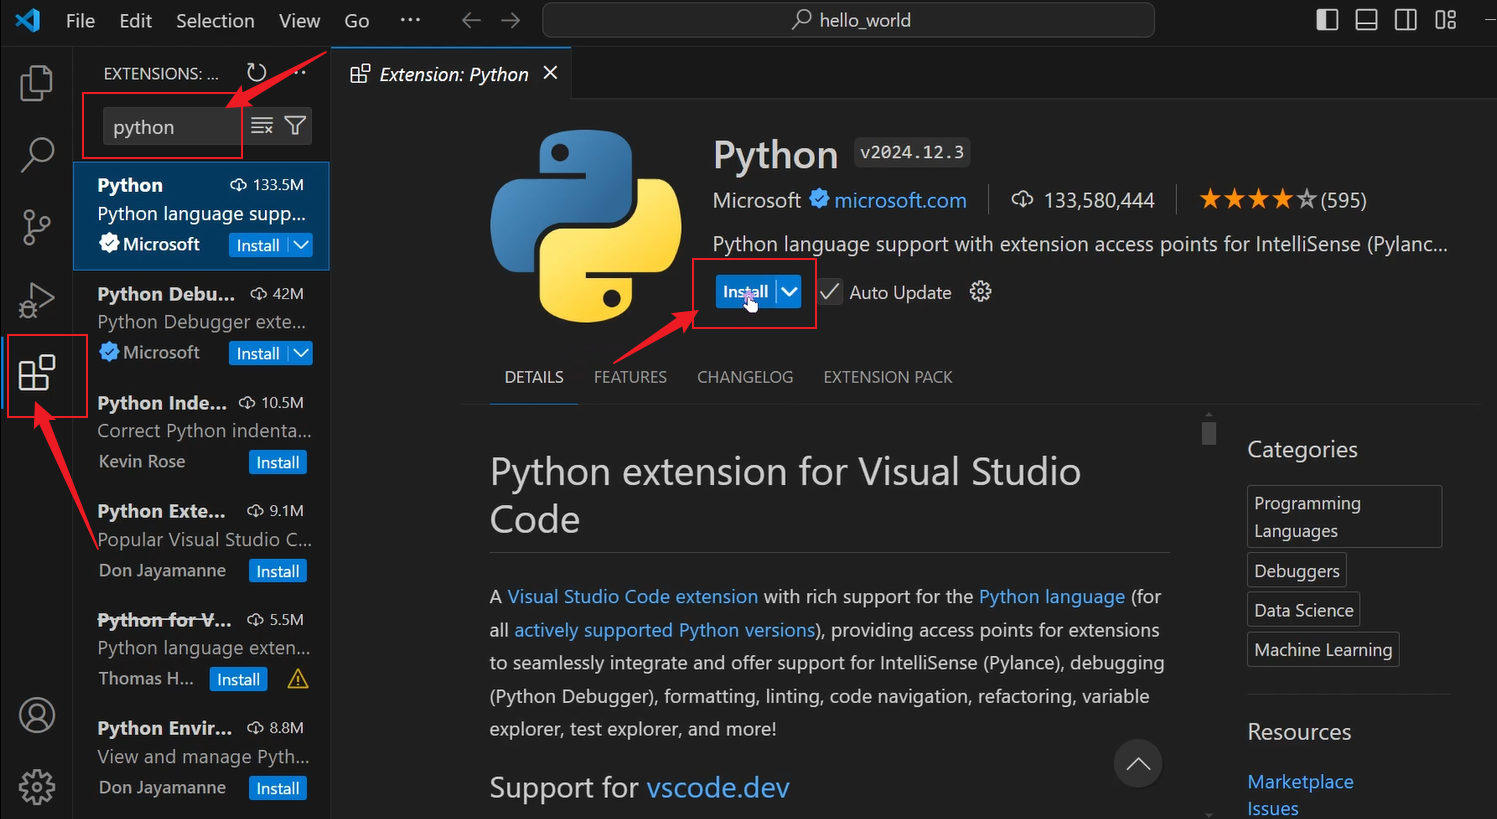 File Edit Selection View Go ···
hello_world
EXTENSIONS: ...
python
Python 133.5M
Python language supp...
Microsoft Install
Python Debu... 42M
Python Debugger exte...
Microsoft Install
Python Inde... 10.5M
Correct Python indenta...
Kevin Rose Install
Python Exte... 9.1M
Popular Visual Studio C...
Don Jayamanne Install
Python for V... 5.5M
Python language exten...
Thomas H... Install
Python Envir... 8.8M
View and manage Pyth...
Don Jayamanne Install
Extension: Python
Python v2024.12.3
Microsoft microsoft.com 133,580,444 (595)
Python language support with extension access points for IntelliSense (Pylanc...
Install Auto Update
DETAILS FEATURES CHANGELOG EXTENSION PACK
Python extension for Visual Studio
Code
A Visual Studio Code extension with rich support for the Python language (for
all actively supported Python versions), providing access points for extensions
to seamlessly integrate and offer support for IntelliSense (Pylance), debugging
(Python Debugger), formatting, linting, code navigation, refactoring, variable
explorer, test explorer, and more!
Support for vscode.dev
Categories
Programming
Languages
Debuggers
Data Science
Machine Learning
Resources
Marketplace
Issues